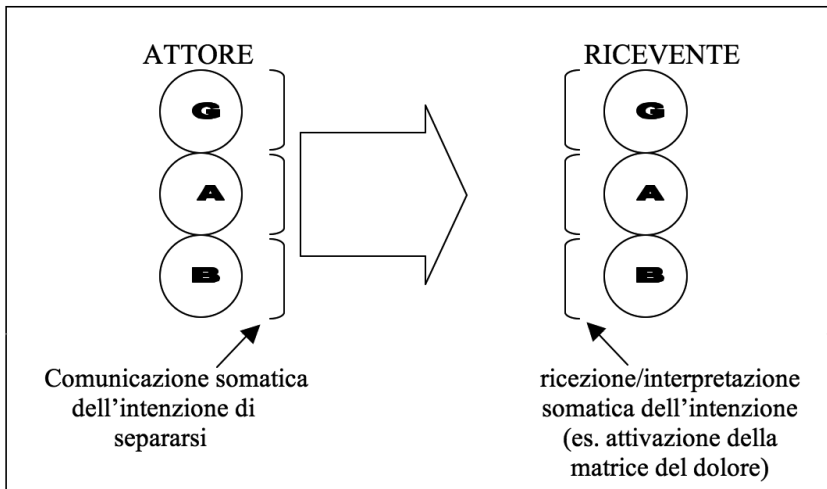 ATTORE
RICEVENTE
G
A
B
G
A
B
Comunicazione somatica
dell’intenzione di
separarsi
ricezione/interpretazione
somatica dell’intenzione
(es. attivazione della
matrice del dolore)